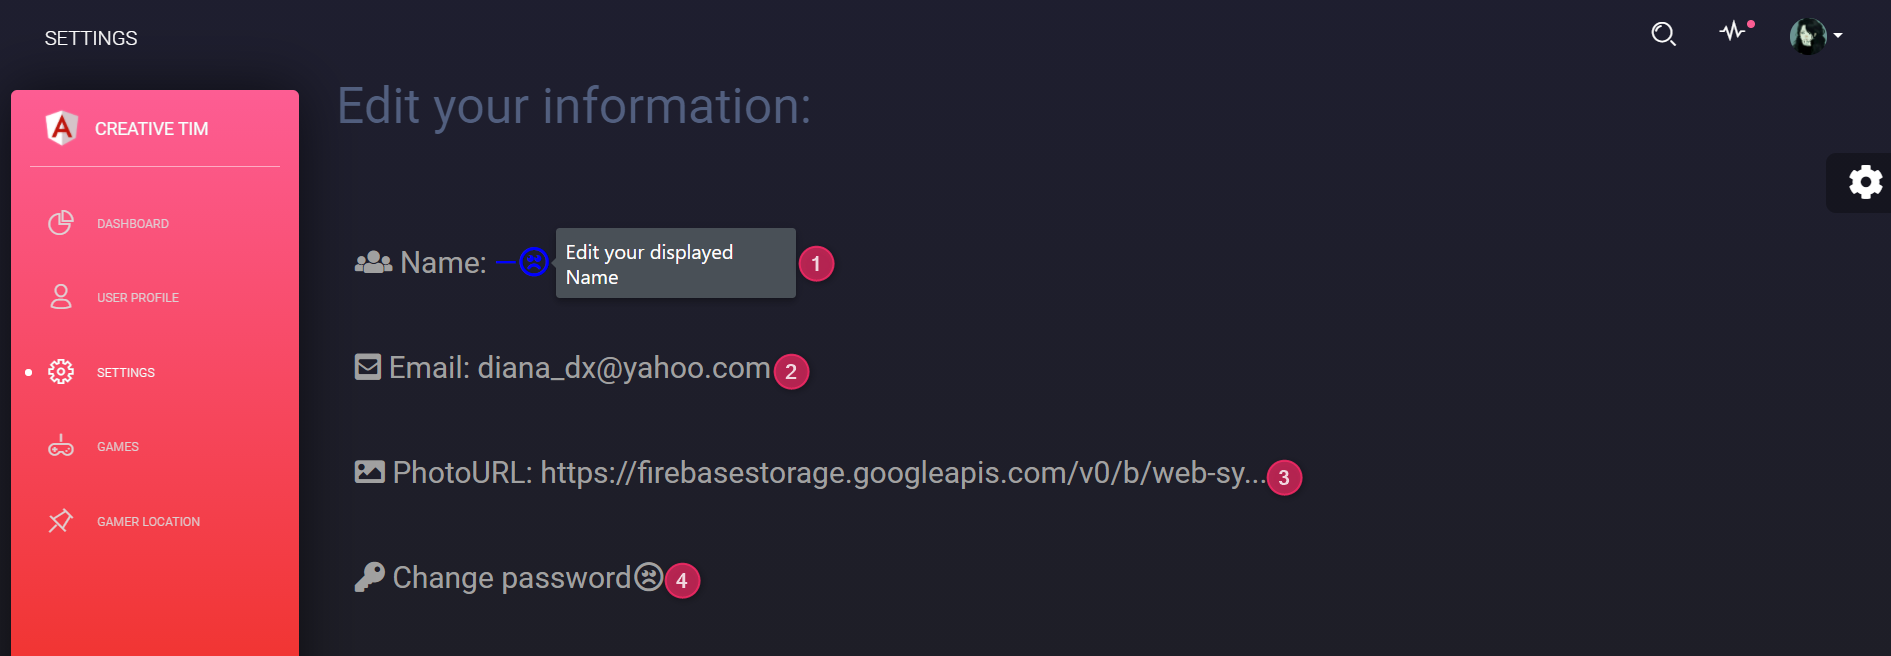 SETTINGS
CREATIVE TIM
DASHBOARD
USER PROFILE
SETTINGS
GAMES
GAMER LOCATION
Edit your information:
Name: —
Edit your displayed
Name
1
Email: diana_dx@yahoo.com
2
PhotoURL: https://firebasestorage.googleapis.com/v0/b/web-sy...
3
Change password
4